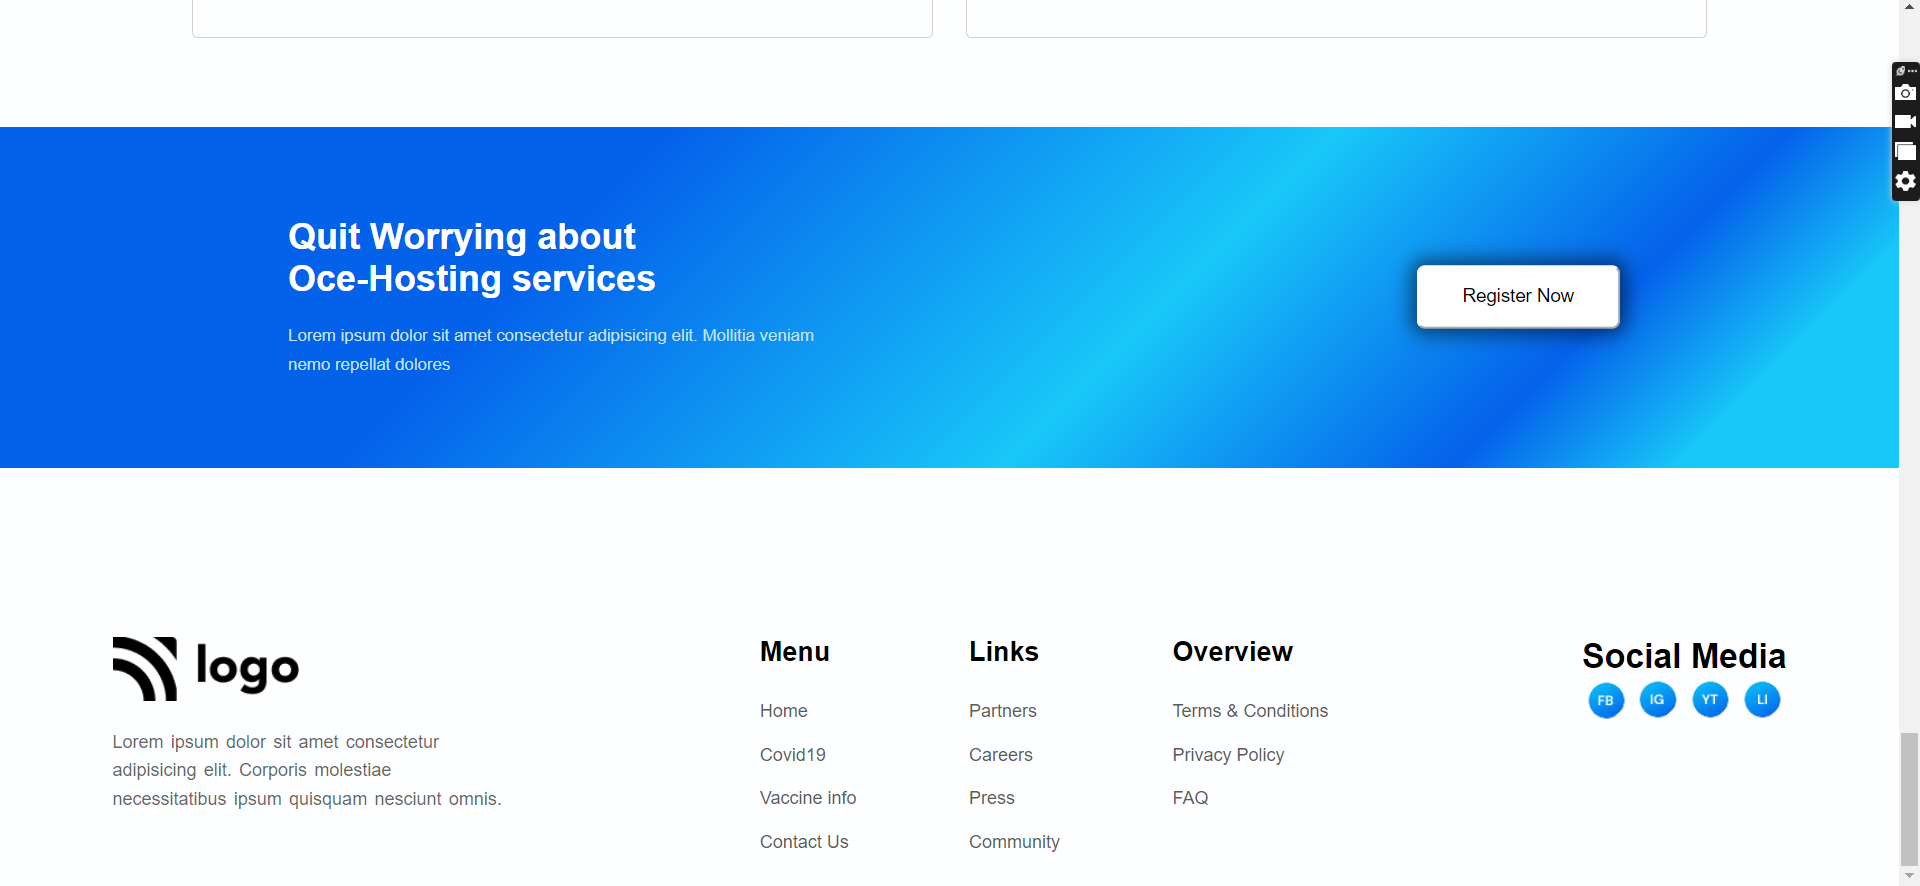 Quit Worrying about
Oce-Hosting services
Lorem ipsum dolor sit amet consectetur adipisicing elit. Mollitia veniam
nemo repellat dolores
Register Now
logo
Lorem ipsum dolor sit amet consectetur
adipisicing elit. Corporis molestiae
necessitatibus ipsum quisquam nesciunt omnis.
Menu
Home
Covid19
Vaccine info
Contact Us
Links
Partners
Careers
Press
Community
Overview
Terms & Conditions
Privacy Policy
FAQ
Social Media
FB IG YT LI